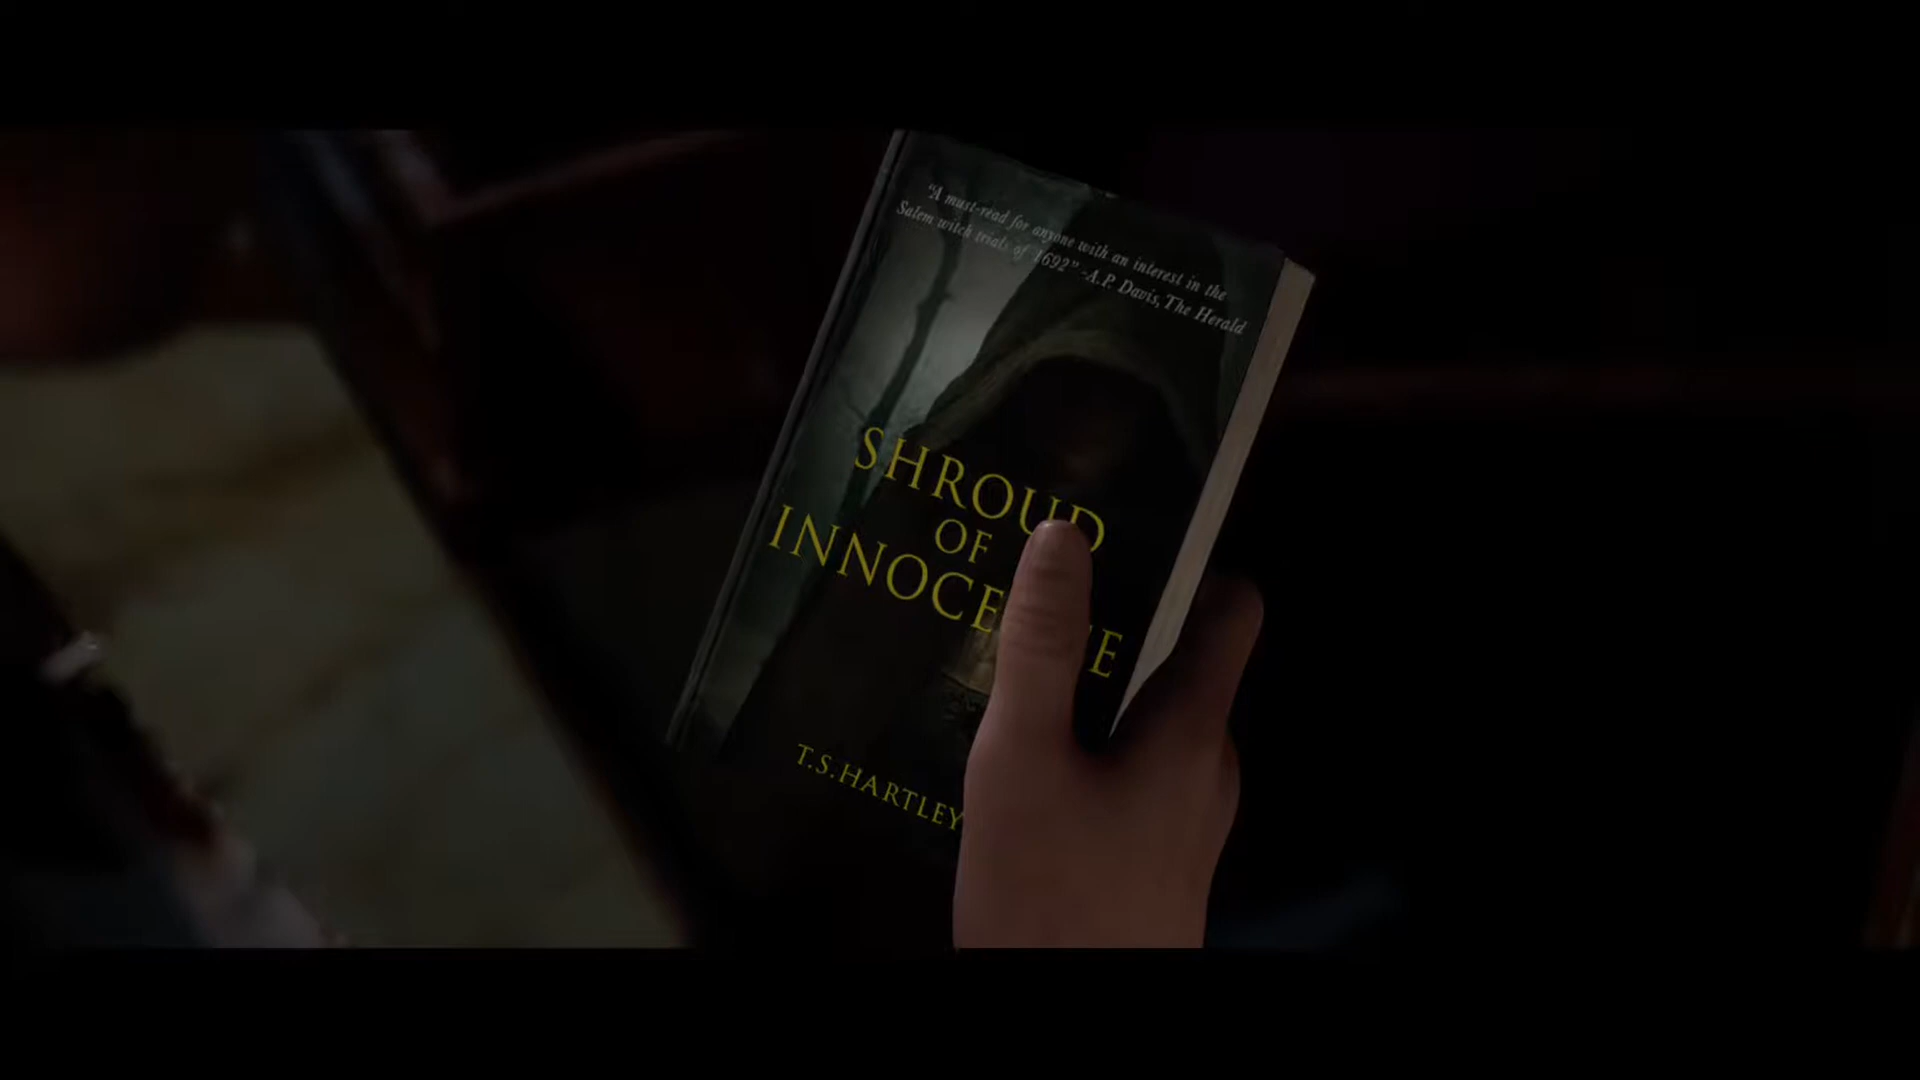 "A must-read for anyone with an interest in the
Salem witch trials of 1692" -A.P. Davis, The Herald
SHROUD
OF
INNOCE E
T.S.HARTLEY